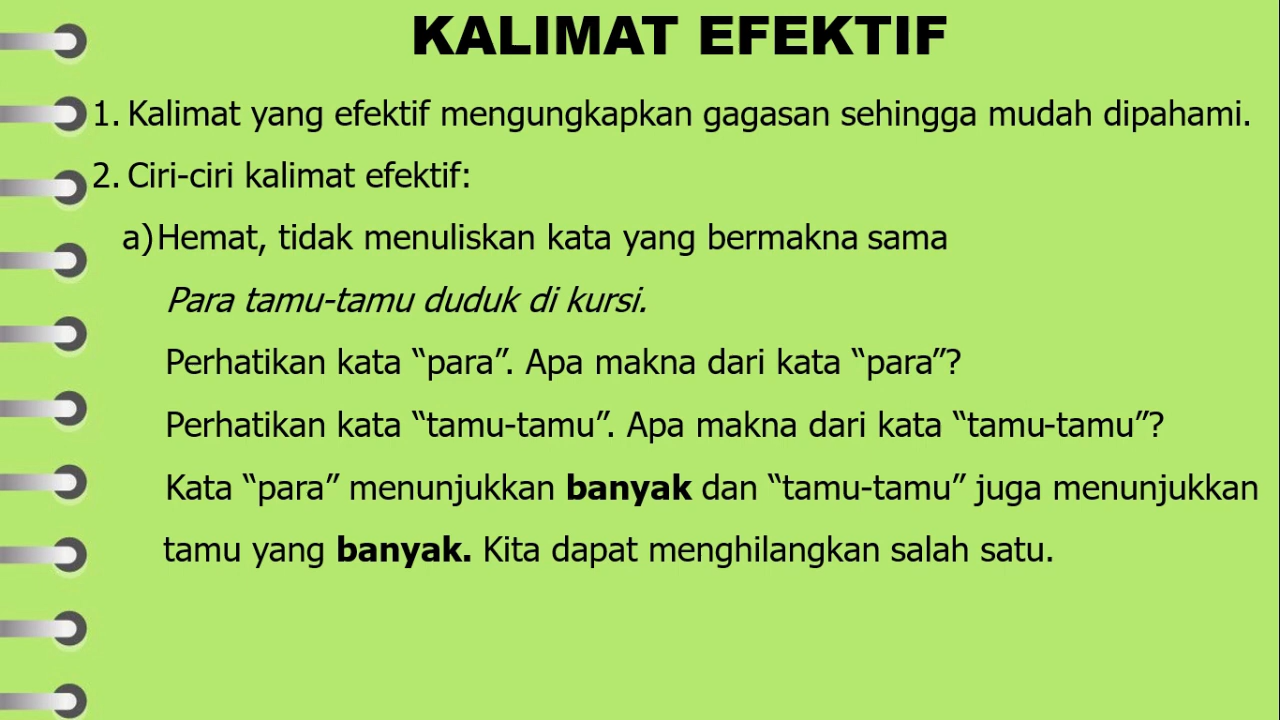 KALIMAT EFEKTIF
1. Kalimat yang efektif mengungkapkan gagasan sehingga mudah dipahami.
2. Ciri-ciri kalimat efektif:
a) Hemat, tidak menuliskan kata yang bermakna sama
Para tamu-tamu duduk di kursi.
Perhatikan kata “para”. Apa makna dari kata “para”?
Perhatikan kata “tamu-tamu”. Apa makna dari kata “tamu-tamu”?
Kata “para” menunjukkan banyak dan “tamu-tamu” juga menunjukkan
tamu yang banyak. Kita dapat menghilangkan salah satu.